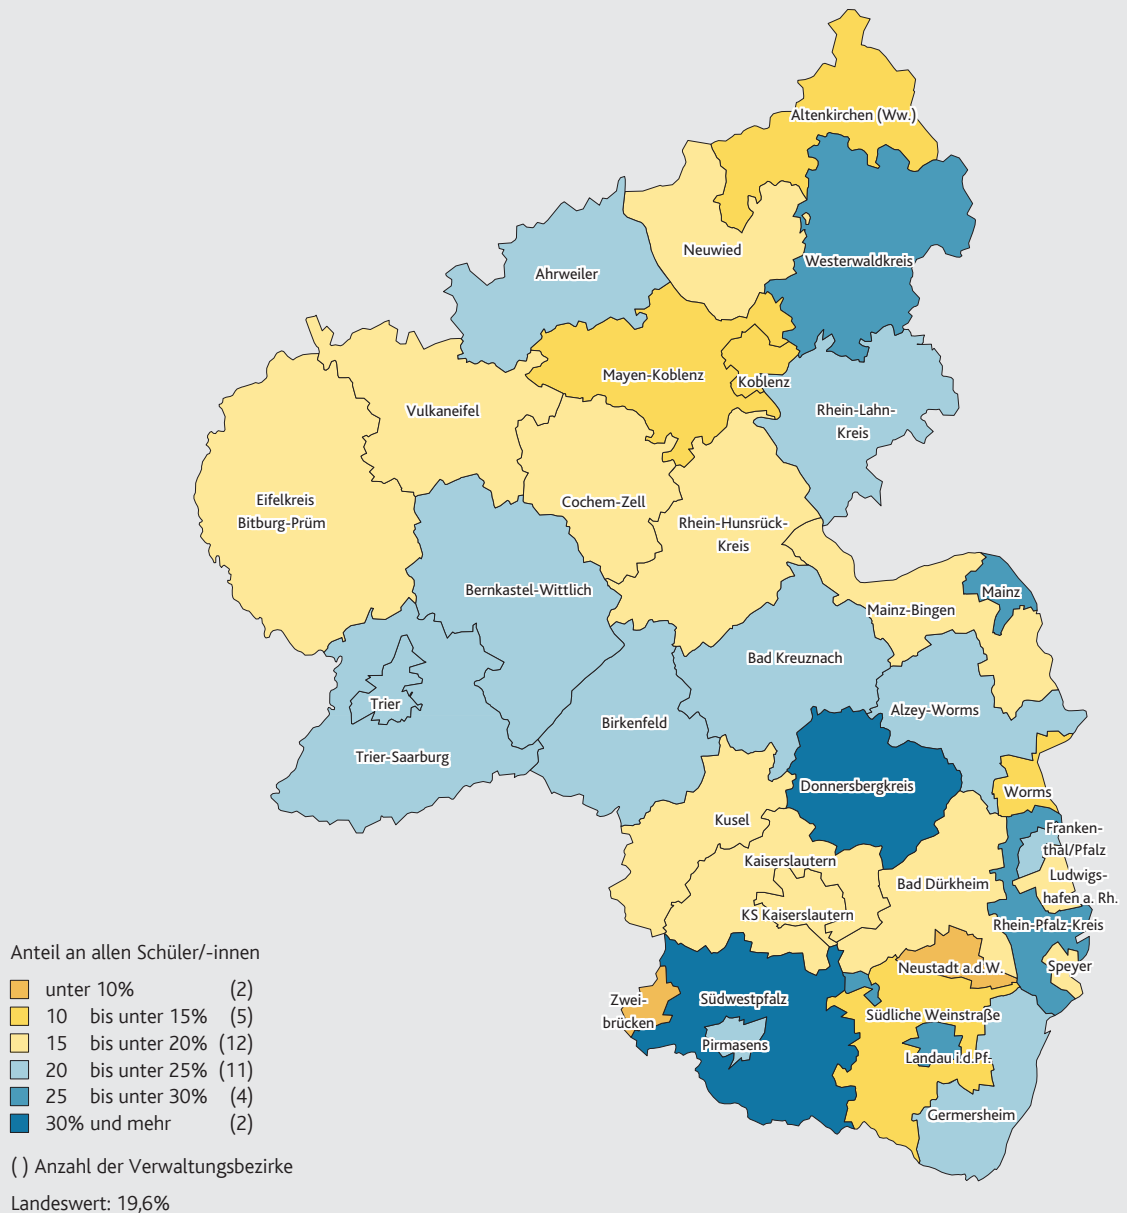 Altenkirchen (Ww.)
Neuwied
Westerwaldkreis
Ahrweiler
Mayen-Koblenz
Koblenz
Vulkaneifel
Rhein-Lahn-
Kreis
Eifelkreis
Bitburg-Prüm
Cochem-Zell
Rhein-Hunsrück-
Kreis
Bernkastel-Wittlich
Mainz
Mainz-Bingen
Bad Kreuznach
Trier
Alzey-Worms
Birkenfeld
Trier-Saarburg
Donnersbergkreis
Worms
Kusel
Franken-
thal/Pfalz
Kaiserslautern
Ludwigs-
hafen a. Rh.
Bad Dürkheim
KS Kaiserslautern
Rhein-Pfalz-Kreis
Neustadt a.d.W.
Speyer
Zwei-
brücken
Südwestpfalz
Südliche Weinstraße
Pirmasens
Landau i.d.Pf.
Germersheim
Anteil an allen Schüler/-innen
unter 10% (2)
10 bis unter 15% (5)
15 bis unter 20% (12)
20 bis unter 25% (11)
25 bis unter 30% (4)
30% und mehr (2)
( ) Anzahl der Verwaltungsbezirke
Landeswert: 19,6%